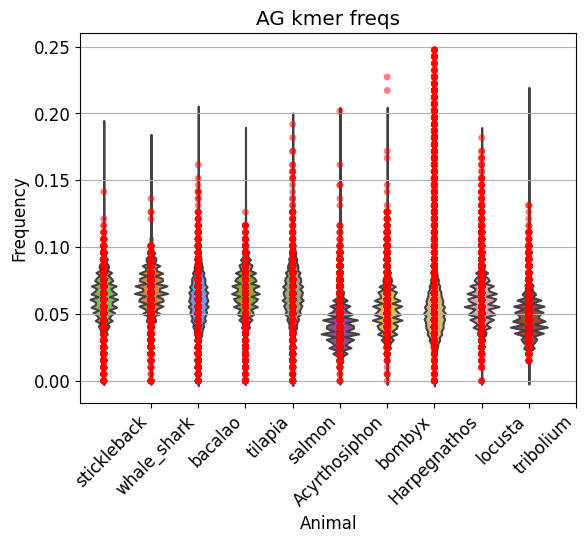 AG kmer freqs
Frequency
0.25
0.20
0.15
0.10
0.05
0.00
stickleback
whale_shark
bacalao
tilapia
salmon
Acyrthosiphon
bombyx
Harpegnathos
locusta
tribolium
Animal